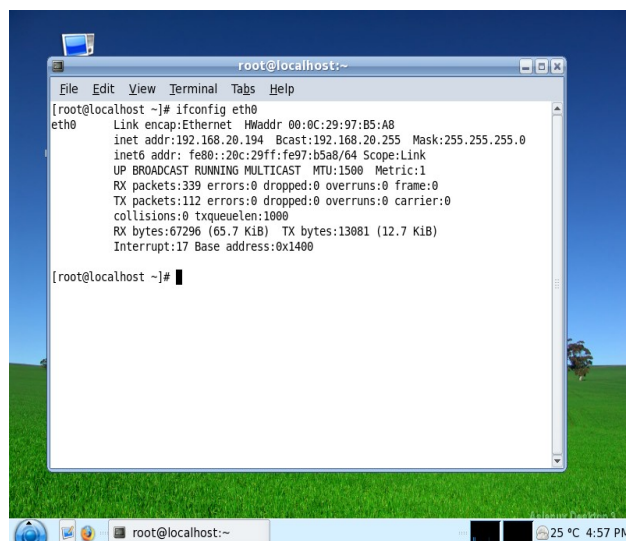 root@localhost:~
File Edit View Terminal Tabs Help
[root@localhost ~]# ifconfig eth0
eth0 Link encap:Ethernet HWaddr 00:0C:29:97:B5:A8
inet addr:192.168.20.194 Bcast:192.168.20.255 Mask:255.255.255.0
inet6 addr: fe80::20c:29ff:fe97:b5a8/64 Scope:Link
UP BROADCAST RUNNING MULTICAST MTU:1500 Metric:1
RX packets:339 errors:0 dropped:0 overruns:0 frame:0
TX packets:112 errors:0 dropped:0 overruns:0 carrier:0
collisions:0 txqueuelen:1000
RX bytes:67296 (65.7 KiB) TX bytes:13081 (12.7 KiB)
Interrupt:17 Base address:0x1400
[root@localhost ~]#
root@localhost:~ 25 °C 4:57 PM